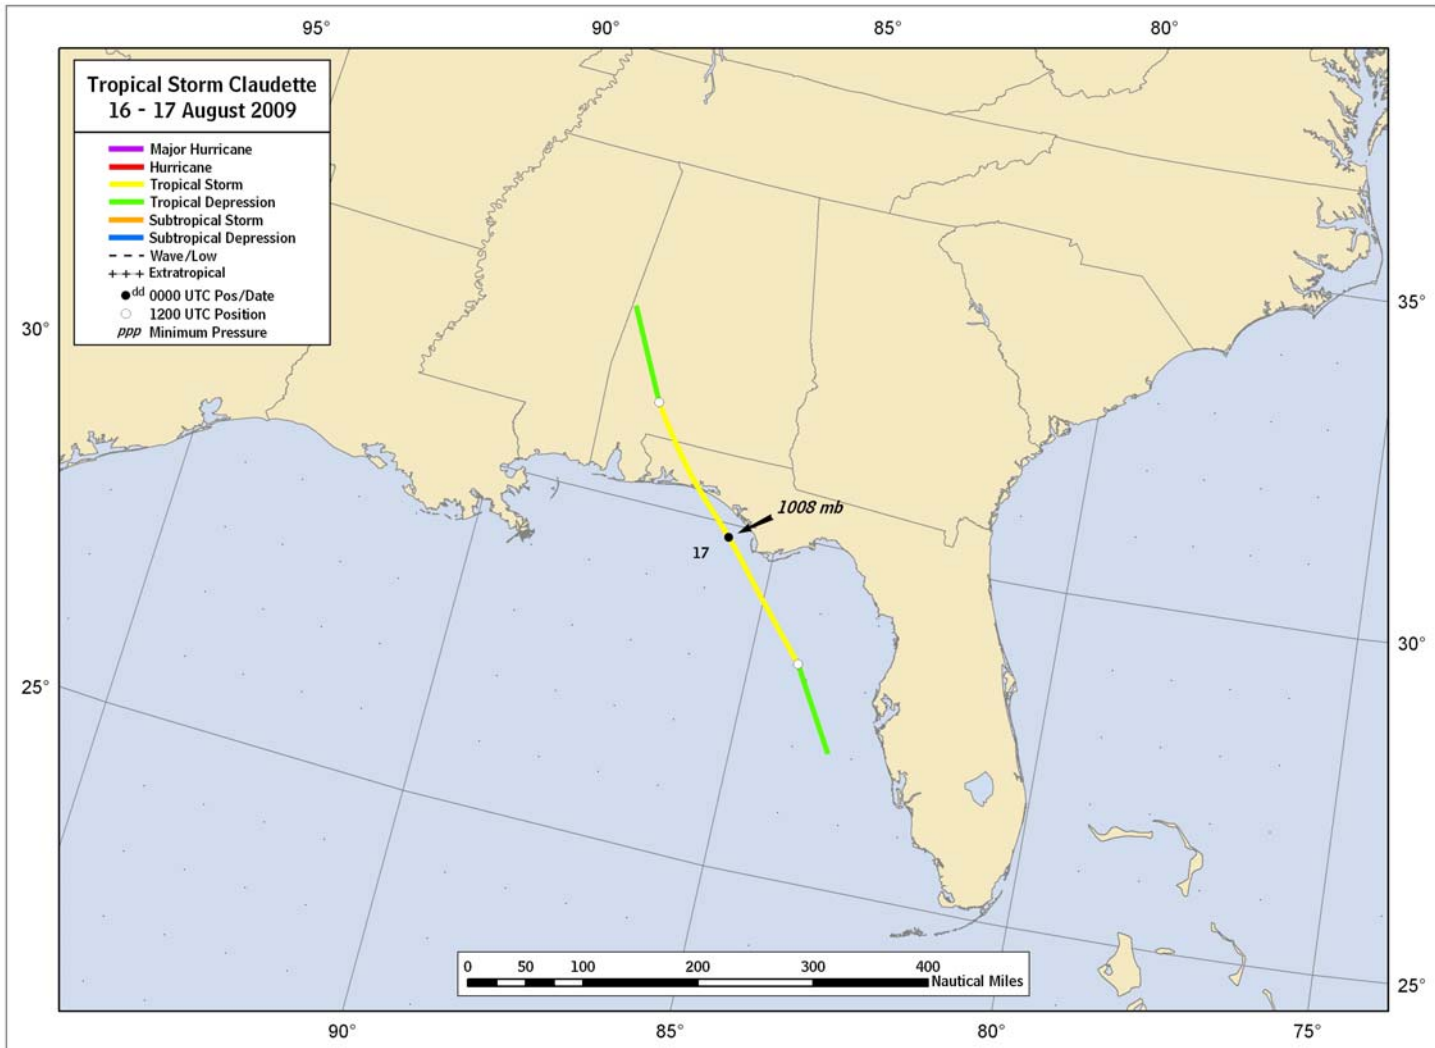 95° 90° 85° 80°
Tropical Storm Claudette
16 - 17 August 2009
Major Hurricane
Hurricane
Tropical Storm
Tropical Depression
Subtropical Storm
Subtropical Depression
Wave/Low
+++ Extratropical
dd 0000 UTC Pos/Date
1200 UTC Position
ppp Minimum Pressure
35°
30°
1008 mb
17
30°
25°
0 50 100 200 300 400
Nautical Miles
25°
90° 85° 80° 75°